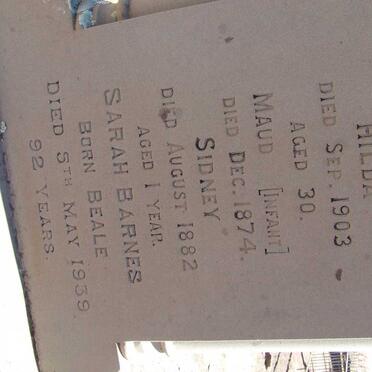 HILDA
DIED SEP. 1903
AGED 30.
MAUD [INFANT]
DIED DEC. 1874.
SIDNEY
DIED AUGUST 1882
AGED 1 YEAR.
SARAH BARNES
BORN BEALE
DIED 5TH MAY 1939.
92 YEARS.